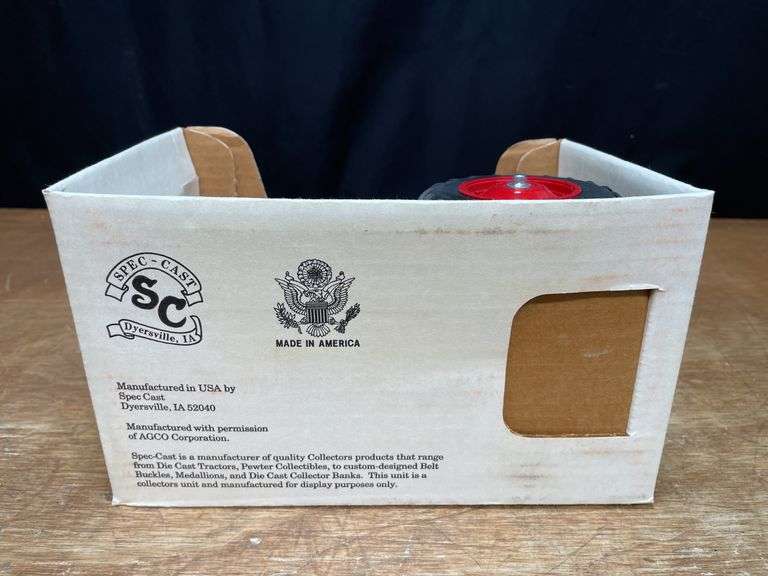 SPEC-CAST
SC
Dyersville, IA
MADE IN AMERICA
Manufactured in USA by
Spec Cast
Dyersville, IA 52040
Manufactured with permission
of AGCO Corporation.
Spec-Cast is a manufacturer of quality Collectors products that range
from Die Cast Tractors, Pewter Collectibles, to custom-designed Belt
Buckles, Medallions, and Die Cast Collector Banks. This unit is a
collectors unit and manufactured for display purposes only.